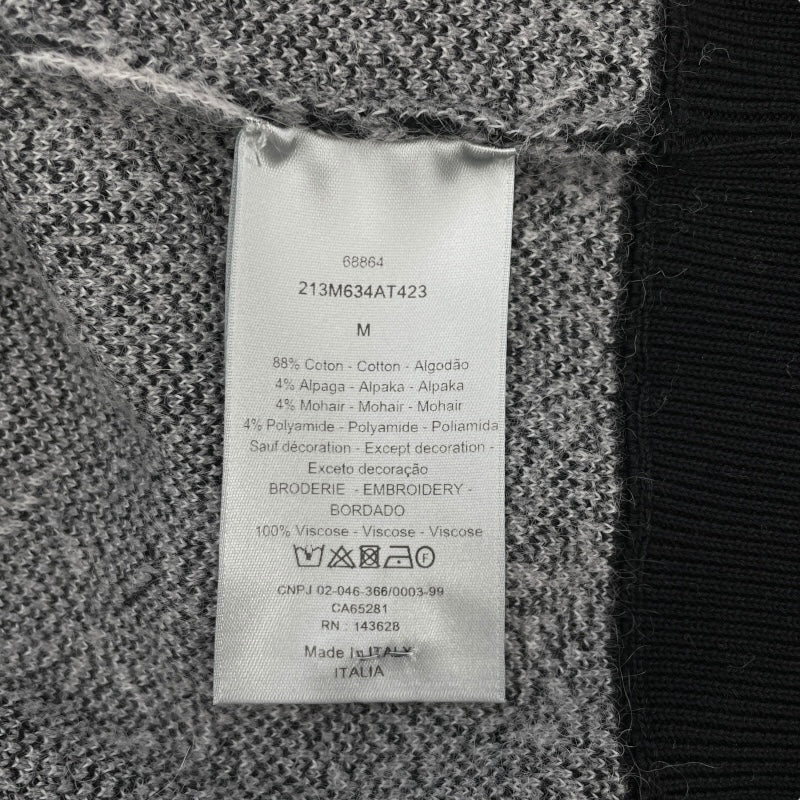 68864
213M634AT423
M
88% Coton - Cotton - Algodão
4% Alpaga - Alpaka - Alpaka
4% Mohair - Mohair - Mohair
4% Polyamide - Polyamide - Poliamida
Sauf décoration - Except decoration -
Exceto decoração
BRODERIE - EMBROIDERY -
BORDADO
100% Viscose - Viscose - Viscose
F
CNPJ 02-046-366/0003-99
CA65281
RN : 143628
Made In ITALY
ITALIA